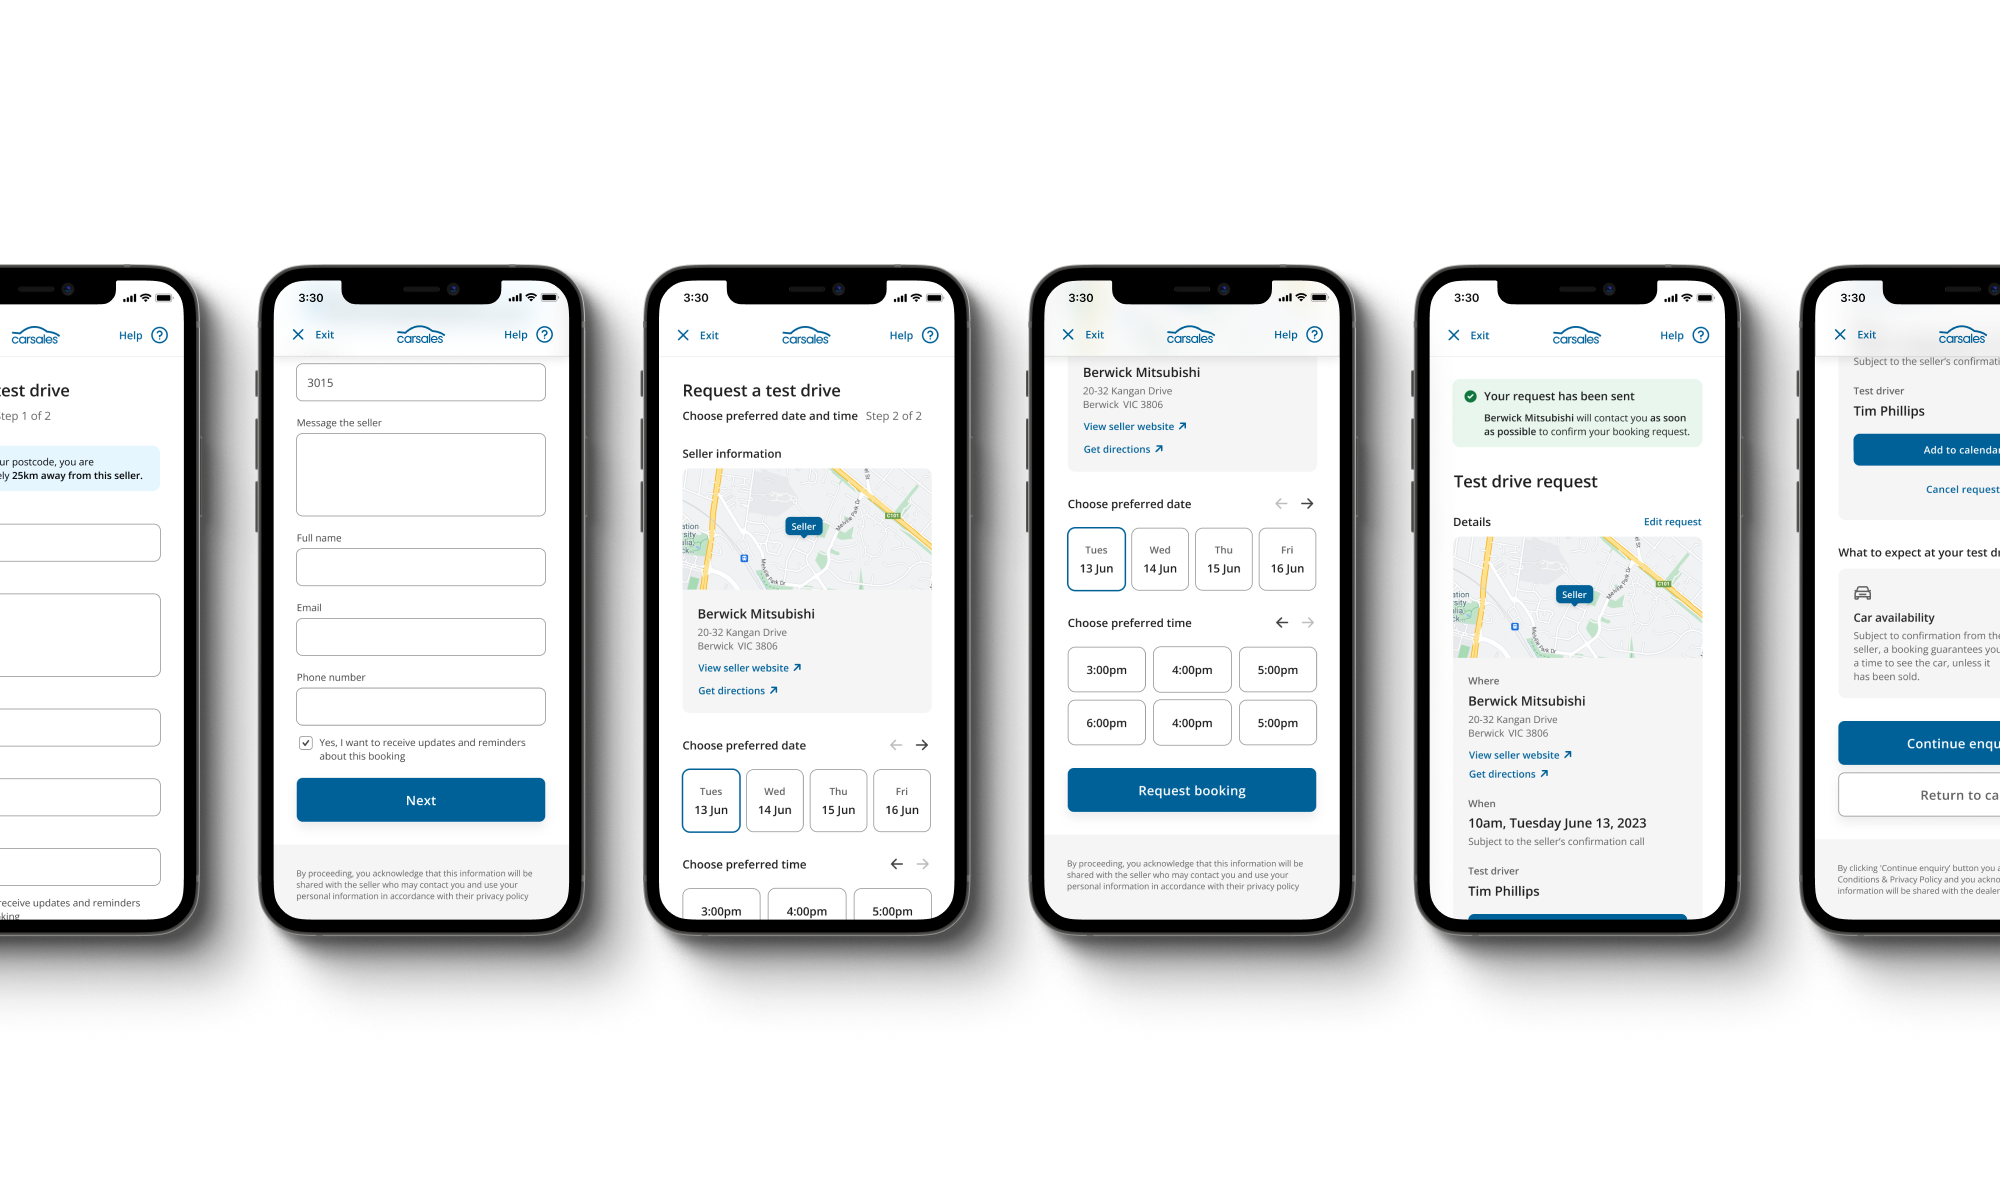 carsales
Help
est drive
tep 1 of 2
ur postcode, you are
ely 25km away from this seller.
receive updates and reminders
king
3:30
Exit
carsales
Help
3015
Message the seller
Full name
Email
Phone number
Yes, I want to receive updates and reminders
about this booking
Next
By proceeding, you acknowledge that this information will be
shared with the seller who may contact you and use your
personal information in accordance with their privacy policy
3:30
Exit
carsales
Help
Request a test drive
Choose preferred date and time Step 2 of 2
Seller information
Seller
Melville Park Dr
C101
Melville Park Dr
Berwick Mitsubishi
20-32 Kangan Drive
Berwick VIC 3806
View seller website
Get directions
Choose preferred date
Tues Wed Thu Fri
13 Jun 14 Jun 15 Jun 16 Jun
Choose preferred time
3:00pm 4:00pm 5:00pm
3:30
Exit
carsales
Help
Berwick Mitsubishi
20-32 Kangan Drive
Berwick VIC 3806
View seller website
Get directions
Choose preferred date
Tues Wed Thu Fri
13 Jun 14 Jun 15 Jun 16 Jun
Choose preferred time
3:00pm 4:00pm 5:00pm
6:00pm 4:00pm 5:00pm
Request booking
By proceeding, you acknowledge that this information will be
shared with the seller who may contact you and use your
personal information in accordance with their privacy policy
3:30
Exit
carsales
Help
Your request has been sent
Berwick Mitsubishi will contact you as soon
as possible to confirm your booking request.
Test drive request
Details Edit request
Seller
Melville Park Dr
C101
Melville Park Dr
Where
Berwick Mitsubishi
20-32 Kangan Drive
Berwick VIC 3806
View seller website
Get directions
When
10am, Tuesday June 13, 2023
Subject to the seller's confirmation call
Test driver
Tim Phillips
3:30
Exit
carsales
Subject to the seller's confirmati
Test driver
Tim Phillips
Add to calendar
Cancel request
What to expect at your test dr
Car availability
Subject to confirmation from the
seller, a booking guarantees you
a time to see the car, unless it
has been sold.
Continue enqu
Return to ca
By clicking 'Continue enquiry' button you a
Conditions & Privacy Policy and you ackno
information will be shared with the dealer